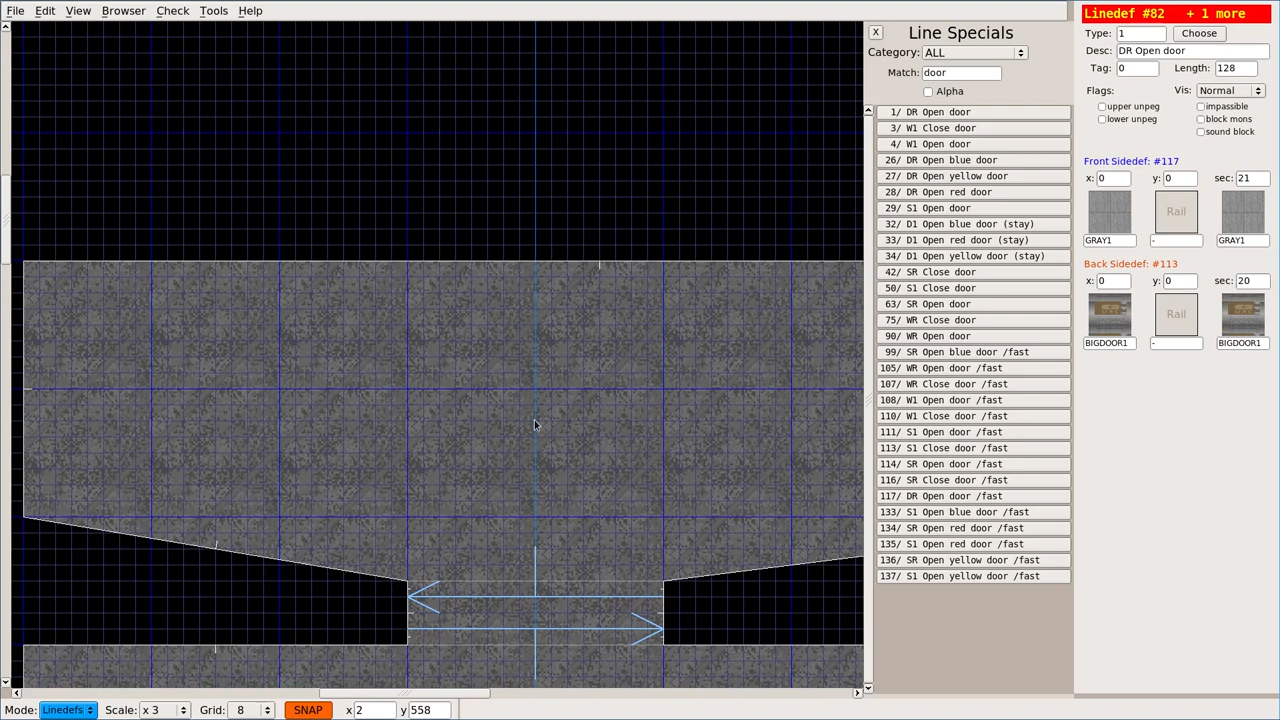 File Edit View Browser Check Tools Help
X Line Specials
Category: ALL
Match: door
Alpha
1/ DR Open door
3/ W1 Close door
4/ W1 Open door
26/ DR Open blue door
27/ DR Open yellow door
28/ DR Open red door
29/ S1 Open door
32/ D1 Open blue door (stay)
33/ D1 Open red door (stay)
34/ D1 Open yellow door (stay)
42/ SR Close door
50/ S1 Close door
63/ SR Open door
75/ WR Close door
90/ WR Open door
99/ SR Open blue door /fast
105/ WR Open door /fast
107/ WR Close door /fast
108/ W1 Open door /fast
110/ W1 Close door /fast
111/ S1 Open door /fast
113/ S1 Close door /fast
114/ SR Open door /fast
116/ SR Close door /fast
117/ DR Open door /fast
133/ S1 Open blue door /fast
134/ SR Open red door /fast
135/ S1 Open red door /fast
136/ SR Open yellow door /fast
137/ S1 Open yellow door /fast
Linedef #82 + 1 more
Type: 1 Choose
Desc: DR Open door
Tag: 0 Length: 128
Flags: Vis: Normal
upper unpeg impassible
lower unpeg block mons
sound block
Front Sidedef: #117
x: 0 y: 0 sec: 21
Rail
GRAY1 - GRAY1
Back Sidedef: #113
x: 0 y: 0 sec: 20
Rail
BIGDOOR1 - BIGDOOR1
Mode: Linedefs Scale: x 3 Grid: 8 SNAP x 2 y 558